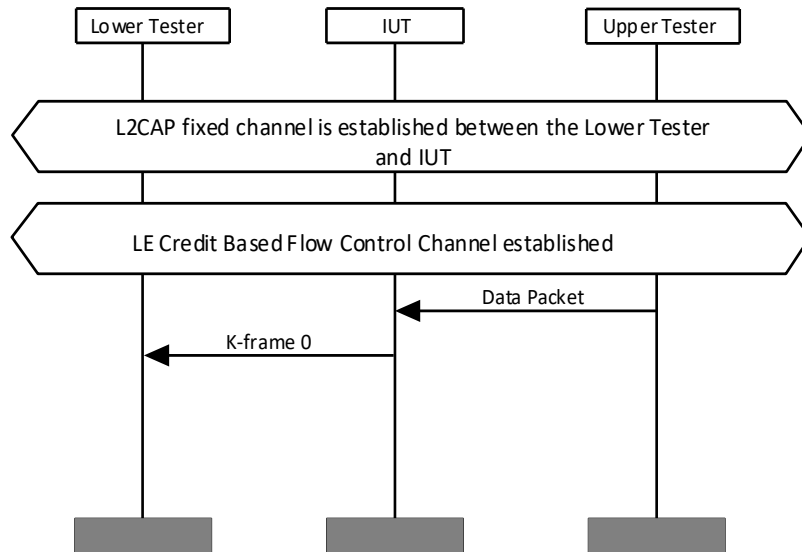 Lower Tester
IUT
Upper Tester
L2CAP fixed channel is established between the Lower Tester
and IUT
LE Credit Based Flow Control Channel established
Data Packet
K-frame 0